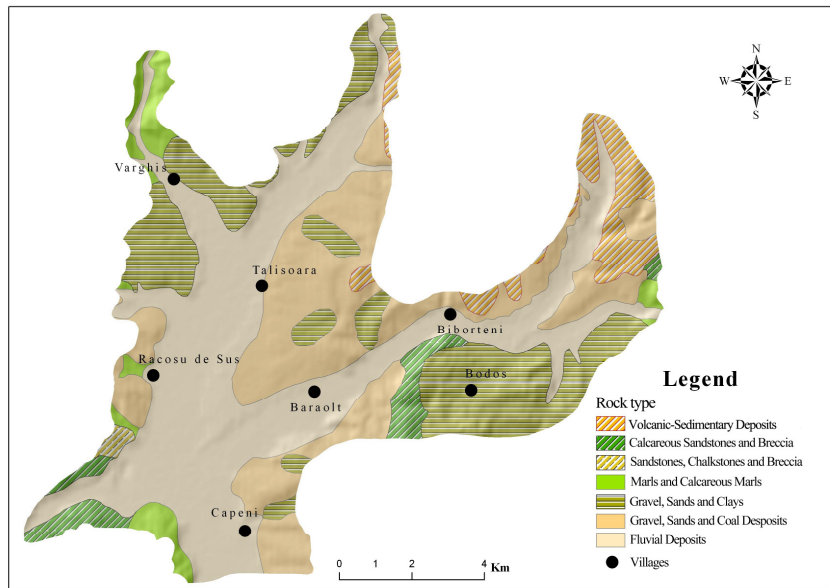 N
W E
S
Varghis
Talisoara
Biborteni
Racosu de Sus
Bodos
Baraolt
Capeni
Legend
Rock type
Volcanic-Sedimentary Deposits
Calcareous Sandstones and Breccia
Sandstones, Chalkstones and Breccia
Marls and Calcareous Marls
Gravel, Sands and Clays
Gravel, Sands and Coal Desposits
Fluvial Deposits
Villages
0 2 4 Km